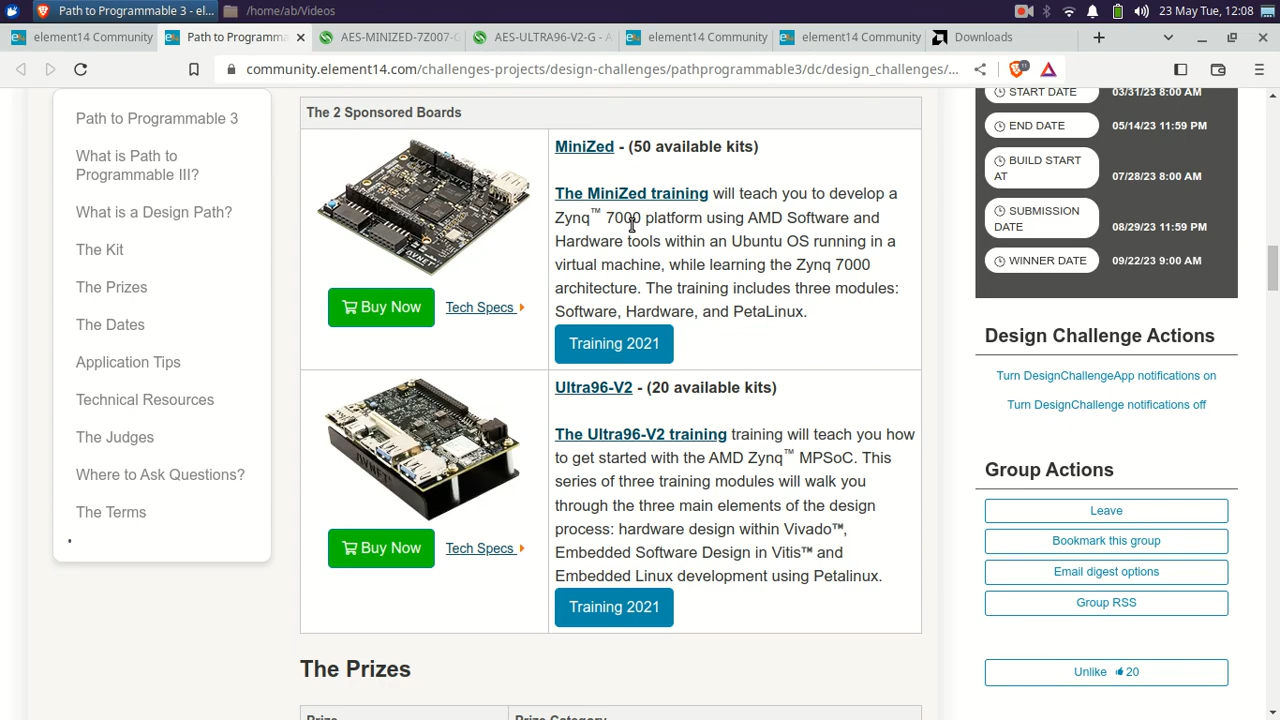 Path to Programmable 3 - el...
/home/ab/Videos
23 May Tue, 12:08
element14 Community
Path to Programm
AES-MINIZED-7Z007-G
AES-ULTRA96-V2-G - A
element14 Community
element14 Community
Downloads
community.element14.com/challenges-projects/design-challenges/pathprogrammable3/dc/design_challenges/...
11
Path to Programmable 3
What is Path to
Programmable III?
What is a Design Path?
The Kit
The Prizes
The Dates
Application Tips
Technical Resources
The Judges
Where to Ask Questions?
The Terms
The 2 Sponsored Boards
MiniZed - (50 available kits)
The MiniZed training will teach you to develop a
Zynq™ 7000 platform using AMD Software and
Hardware tools within an Ubuntu OS running in a
virtual machine, while learning the Zynq 7000
architecture. The training includes three modules:
Software, Hardware, and PetaLinux.
Training 2021
Buy Now
Tech Specs
Ultra96-V2 - (20 available kits)
The Ultra96-V2 training training will teach you how
to get started with the AMD Zynq™ MPSoC. This
series of three training modules will walk you
through the three main elements of the design
process: hardware design within Vivado™,
Embedded Software Design in Vitis™ and
Embedded Linux development using Petalinux.
Training 2021
Buy Now
Tech Specs
AVNET
The Prizes
Prize
Prize Category
START DATE 03/31/23 8:00 AM
END DATE 05/14/23 11:59 PM
BUILD START
AT 07/28/23 8:00 AM
SUBMISSION
DATE 08/29/23 11:59 PM
WINNER DATE 09/22/23 9:00 AM
Design Challenge Actions
Turn DesignChallengeApp notifications on
Turn DesignChallenge notifications off
Group Actions
Leave
Bookmark this group
Email digest options
Group RSS
Unlike 20